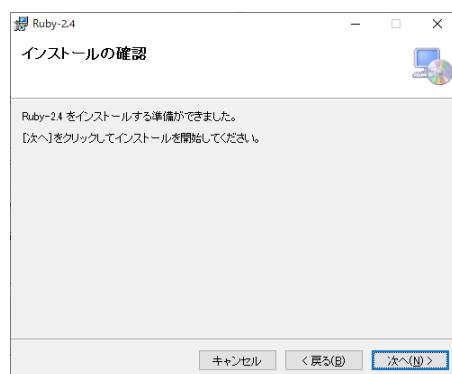 Ruby-2.4
インストールの確認
Ruby-2.4 をインストールする準備ができました。
[次へ]をクリックしてインストールを開始してください。
キャンセル
< 戻る(B)
次へ(N) >